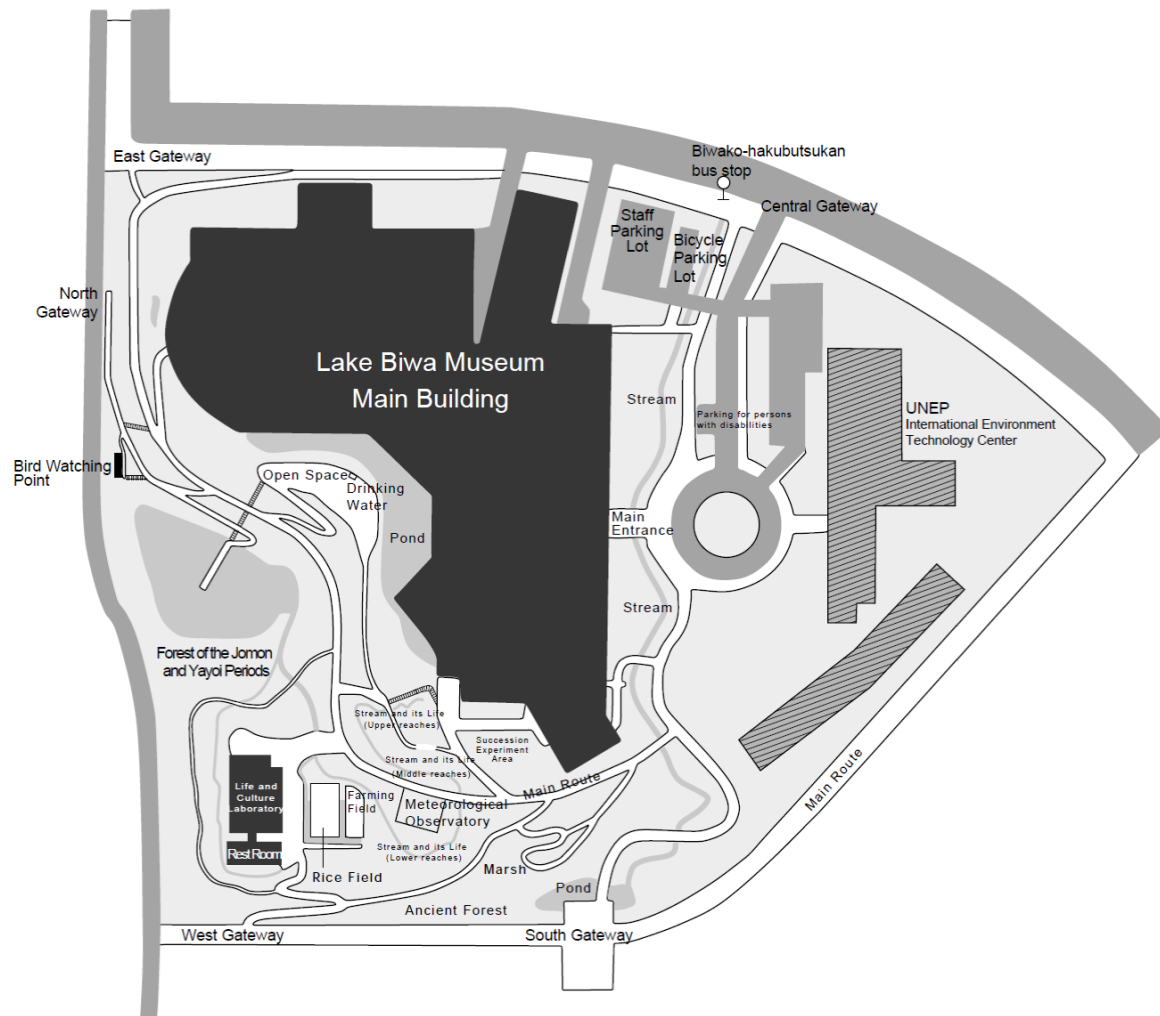 East Gateway
Biwako-hakubutsukan
bus stop
Central Gateway
Staff
Parking
Lot
Bicycle
Parking
Lot
North
Gateway
Lake Biwa Museum
Main Building
Stream
Parking for persons
with disabilities
UNEP
International Environment
Technology Center
Bird Watching
Point
Open Space
Drinking
Water
Pond
Main
Entrance
Stream
Forest of the Jomon
and Yayoi Periods
Stream and its Life
(Upper reaches)
Succession
Experiment
Area
Stream and its Life
(Middle reaches)
Main Route
Main Route
Life and
Culture
Laboratory
Farming
Field
Meteorological
Observatory
Rest Room
Stream and its Life
(Lower reaches)
Rice Field
Marsh
Pond
Ancient Forest
West Gateway
South Gateway